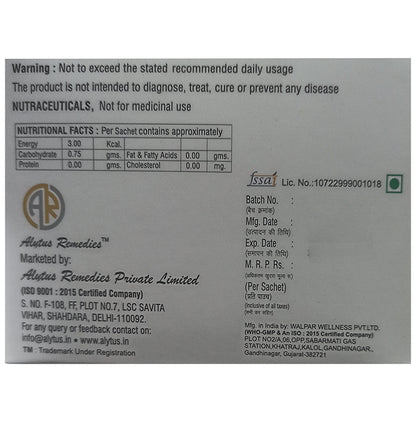 Warning : Not to exceed the stated recommended daily usage
The product is not intended to diagnose, treat, cure or prevent any disease
NUTRACEUTICALS, Not for medicinal use
NUTRITIONAL FACTS : Per Sachet contains approximately
Energy 3.00 Kcal.
Carbohydrate 0.75 gms. Fat & Fatty Acids 0.00 gms.
Protein 0.00 gms. Cholesterol 0.00 mg.
AR
Alytus Remedies™
Marketed by:
Alytus Remedies Private Limited
(ISO 9001 : 2015 Certified Company)
S. NO. F-108, FF, PLOT NO.7, LSC SAVITA
VIHAR, SHAHDARA, DELHI-110092.
For any query or feedback contact on:
info@alytus.in, www.alytus.in
TM : Trademark Under Registration
fssai Lic. No.:10722999001018
Batch No. :
(बैच क्रमांक)
Mfg. Date :
(उत्पादन की तिथि)
Exp. Date :
(समापन की तिथि)
M. R. P. Rs. :
(Per Sachet)
(प्रति पाउच)
(Inclusive of all taxes)
(सभी कर सहित)
Mfg. in India by: WALPAR WELLNESS PVT.LTD.
(WHO-GMP & An ISO : 2015 Certified Company)
PLOT NO2/A,06,OPP,SABARMATI GAS
STATION,KHATRAJ,KALOL,GANDHINAGAR,
Gandhinagar, Gujarat-382721